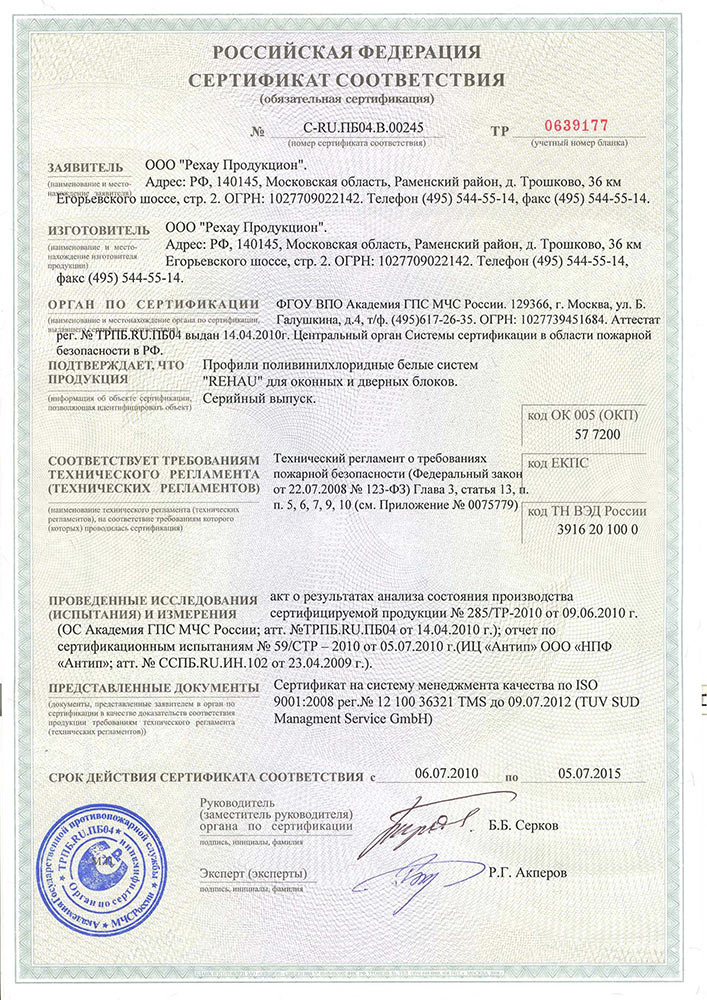 РОССИЙСКАЯ ФЕДЕРАЦИЯ
СЕРТИФИКАТ СООТВЕТСТВИЯ
(обязательная сертификация)
№ C-RU.ПБ04.В.00245 ТР 0639177
(номер сертификата соответствия) (учетный номер бланка)
ЗАЯВИТЕЛЬ ООО "Рехау Продукцион".
(наименование и место-
нахождение заявителя)
Адрес: РФ, 140145, Московская область, Раменский район, д. Трошково, 36 км
Егорьевского шоссе, стр. 2. ОГРН: 1027709022142. Телефон (495) 544-55-14, факс (495) 544-55-14.
ИЗГОТОВИТЕЛЬ ООО "Рехау Продукцион".
(наименование и место-
нахождение изготовителя
продукции)
Адрес: РФ, 140145, Московская область, Раменский район, д. Трошково, 36 км
Егорьевского шоссе, стр. 2. ОГРН: 1027709022142. Телефон (495) 544-55-14,
факс (495) 544-55-14.
ОРГАН ПО СЕРТИФИКАЦИИ ФГОУ ВПО Академия ГПС МЧС России. 129366, г. Москва, ул. Б.
(наименование и местонахождение органа по сертификации,
выдавшего сертификат соответствия)
Галушкина, д.4, т/ф. (495)617-26-35. ОГРН: 1027739451684. Аттестат
рег. № ТРПБ.RU.ПБ04 выдан 14.04.2010г. Центральный орган Системы сертификации в области пожарной
безопасности в РФ.
ПОДТВЕРЖДАЕТ, ЧТО
ПРОДУКЦИЯ
(информация об объекте сертификации,
позволяющая идентифицировать объект)
Профили поливинилхлоридные белые систем
"REHAU" для оконных и дверных блоков.
Серийный выпуск.
код ОК 005 (ОКП)
57 7200
СООТВЕТСТВУЕТ ТРЕБОВАНИЯМ
ТЕХНИЧЕСКОГО РЕГЛАМЕНТА
(ТЕХНИЧЕСКИХ РЕГЛАМЕНТОВ)
(наименование технического регламента (технических
регламентов), на соответствие требованиям которого
(которых) проводилась сертификация)
Технический регламент о требованиях
пожарной безопасности (Федеральный закон
от 22.07.2008 № 123-ФЗ) Глава 3, статья 13, п.
п. 5, 6, 7, 9, 10 (см. Приложение № 0075779)
код ЕКПС
код ТН ВЭД России
3916 20 100 0
ПРОВЕДЕННЫЕ ИССЛЕДОВАНИЯ
(ИСПЫТАНИЯ) И ИЗМЕРЕНИЯ
акт о результатах анализа состояния производства
сертифицируемой продукции № 285/ТР-2010 от 09.06.2010 г.
(ОС Академия ГПС МЧС России; атт. №ТРПБ.RU.ПБ04 от 14.04.2010 г.); отчет по
сертификационным испытаниям № 59/СТР – 2010 от 05.07.2010 г.(ИЦ «Антип» ООО «НПФ
«Антип»; атт. № ССПБ.RU.ИН.102 от 23.04.2009 г.).
ПРЕДСТАВЛЕННЫЕ ДОКУМЕНТЫ
(документы, представленные заявителем в орган по
сертификации в качестве доказательств соответствия
продукции требованиям технического регламента
(технических регламентов))
Сертификат на систему менеджмента качества по ISO
9001:2008 рег.№ 12 100 36321 TMS до 09.07.2012 (TUV SUD
Managment Service GmbH)
СРОК ДЕЙСТВИЯ СЕРТИФИКАТА СООТВЕТСТВИЯ с 06.07.2010 по 05.07.2015
Руководитель
(заместитель руководителя)
органа по сертификации
подпись, инициалы, фамилия
Б.Б. Серков
Эксперт (эксперты)
подпись, инициалы, фамилия
Р.Г. Акперов
Академия Государственной противопожарной службы
МЧС России
ТРПБ.RU.ПБ04
Орган по сертификации
М.П.